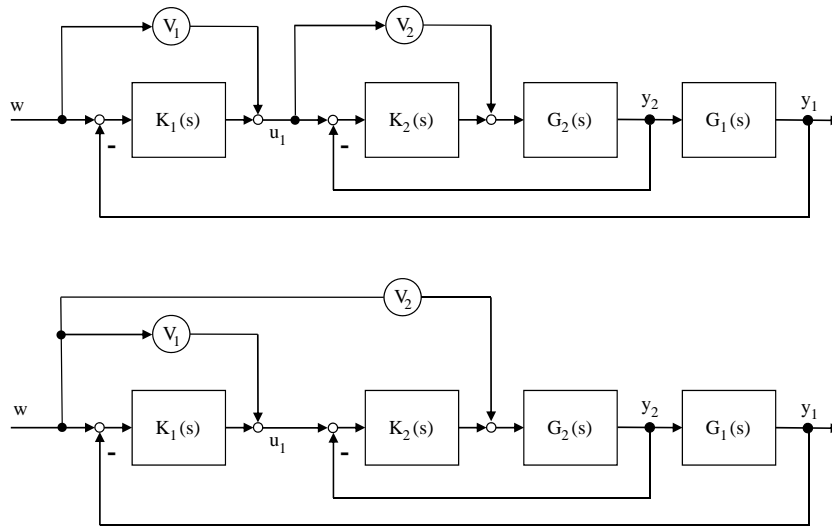 V1 V2
w K1(s) u1 K2(s) G2(s) y2 G1(s) y1
- -
V2
V1
w K1(s) u1 K2(s) G2(s) y2 G1(s) y1
- -